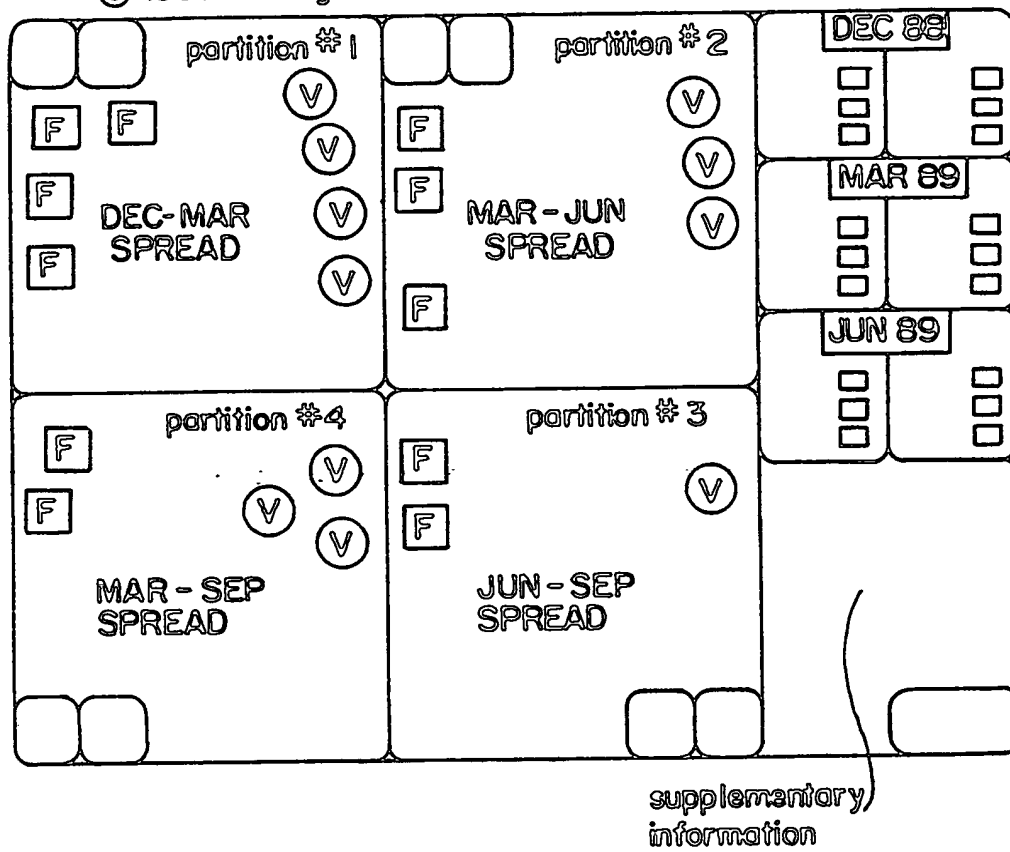 partition #1
F
F
V
V
F
V
DEC-MAR
SPREAD
F
V
partition #2
V
F
V
F
V
MAR-JUN
SPREAD
F
DEC 88
MAR 89
JUN 89
partition #4
F
V
F
V
V
MAR-SEP
SPREAD
partition #3
F
V
F
JUN-SEP
SPREAD
supplementary
information